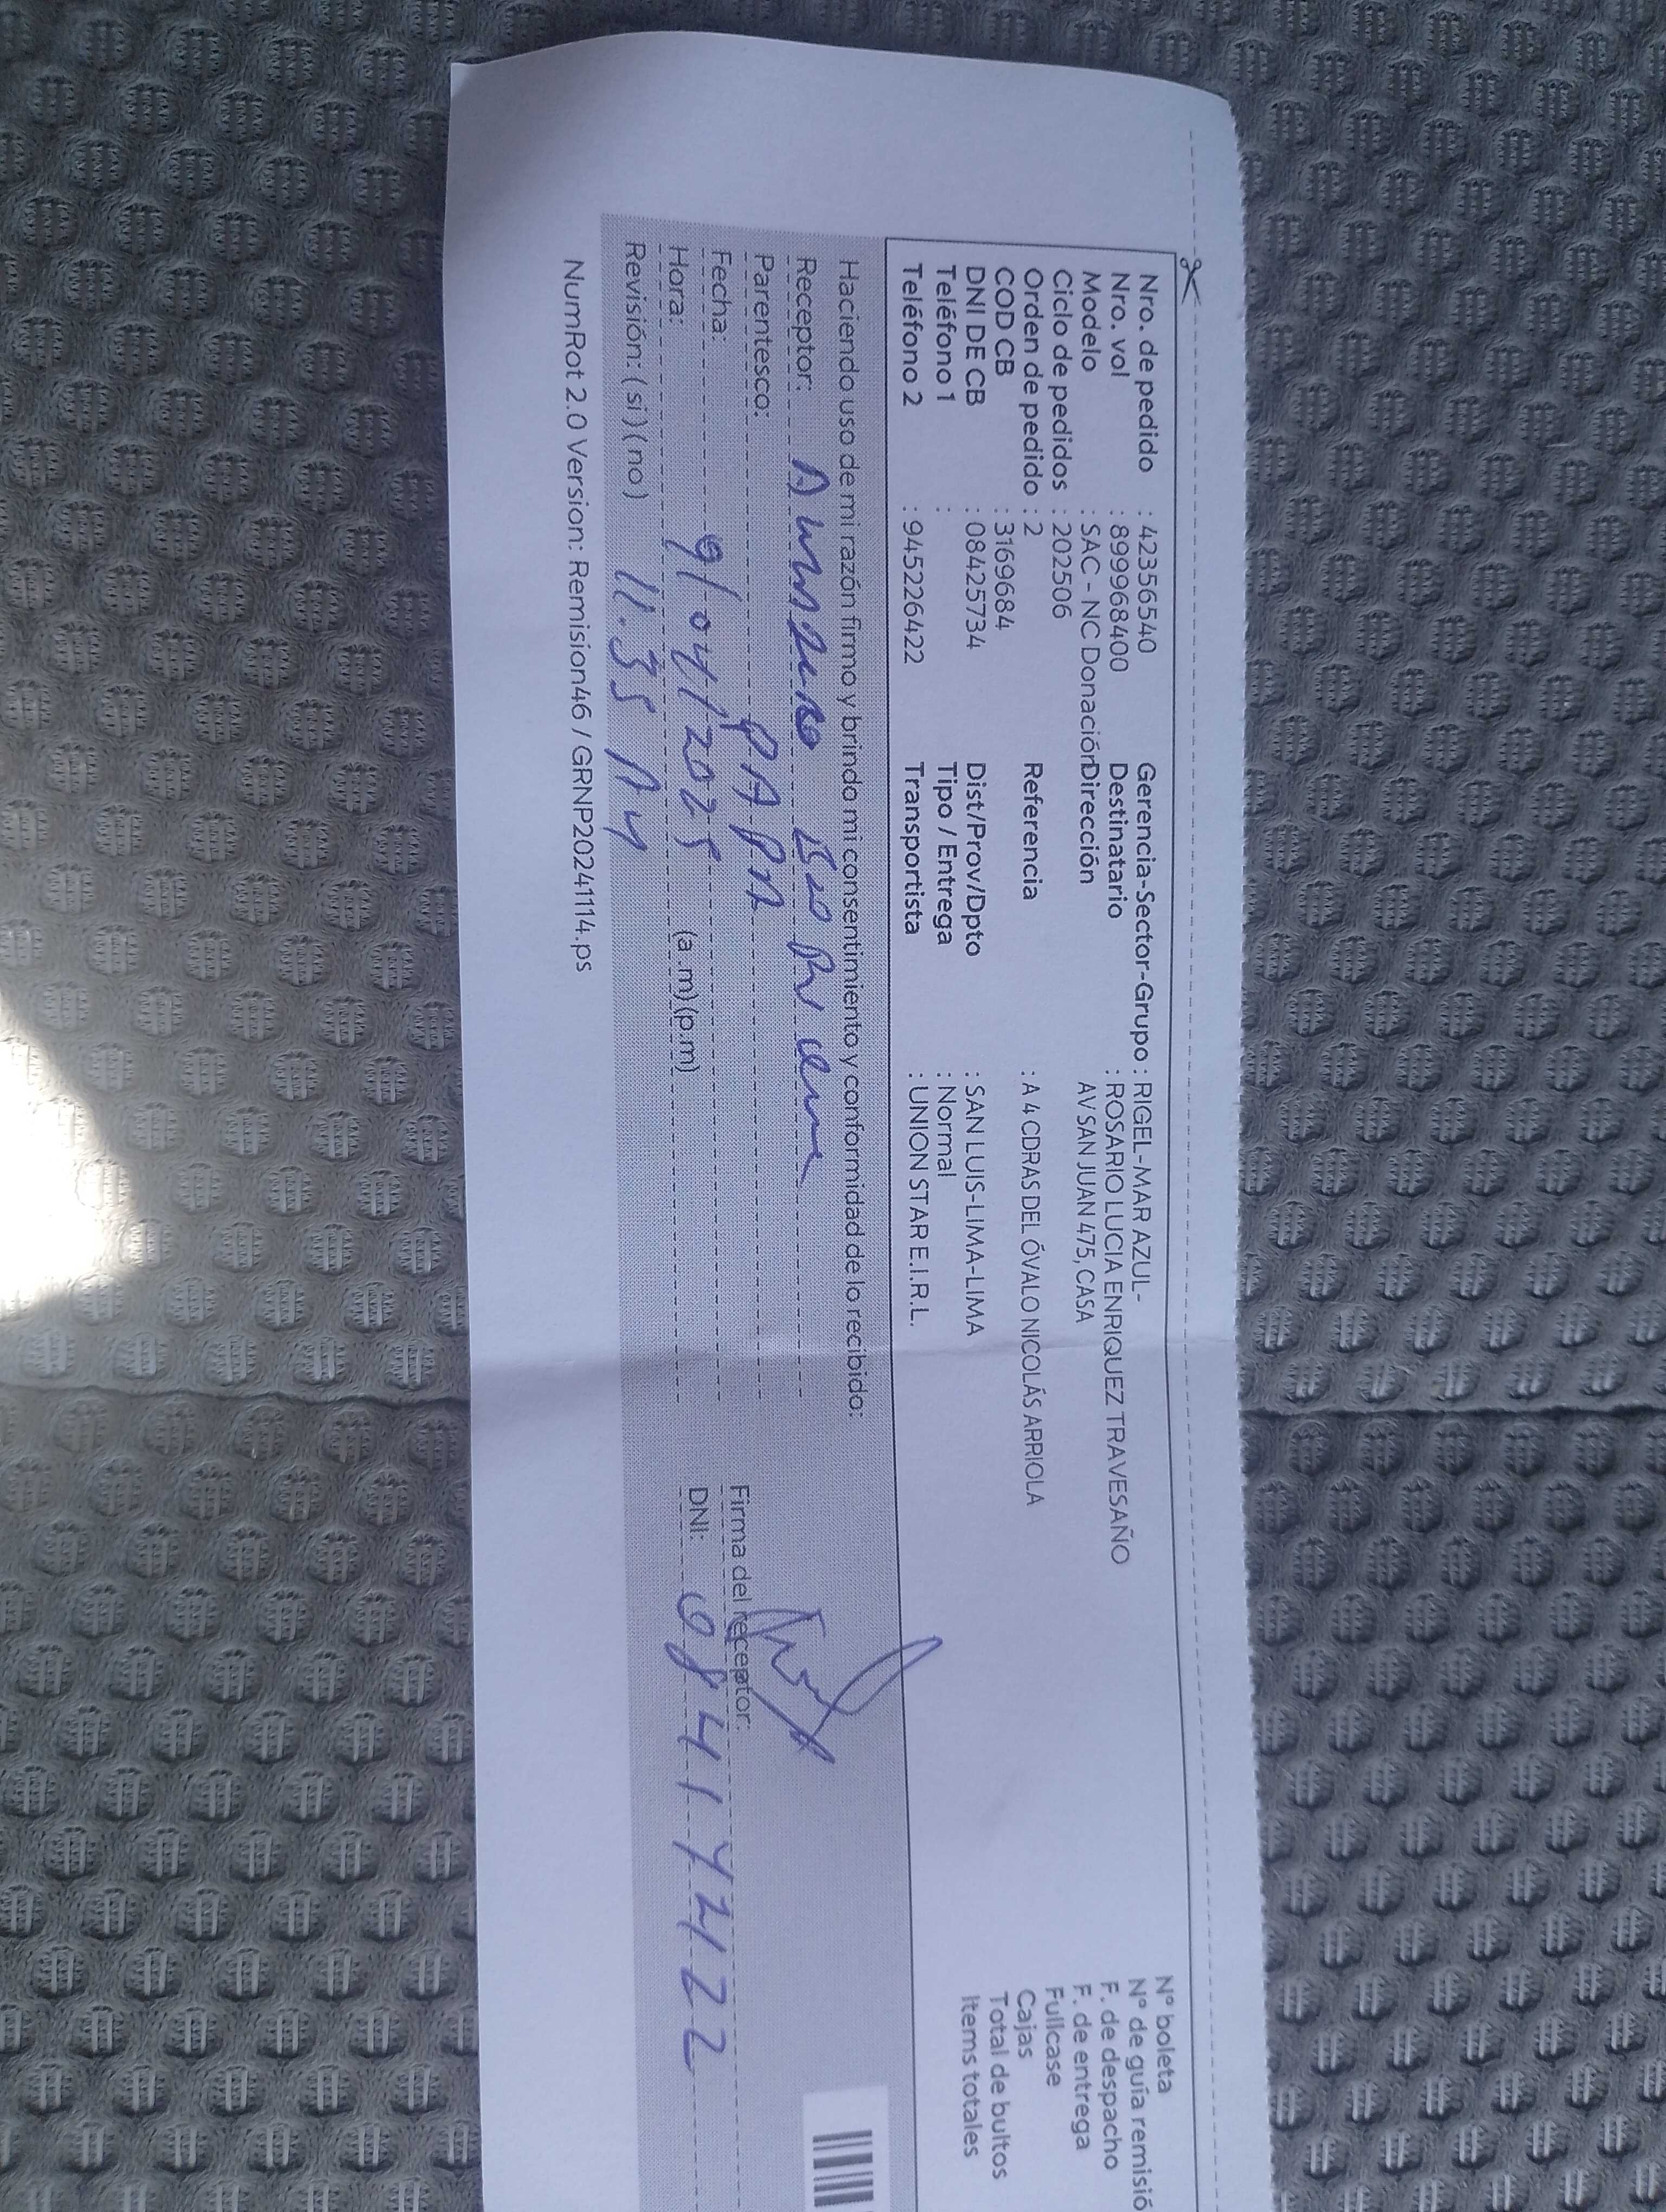 Nro. de pedido : 42356540
Nro. vol : 899968400
Modelo : SAC - NC Donación
Ciclo de pedidos : 202506
Orden de pedido : 2
COD CB : 3169684
DNI DE CB : 08425734
Teléfono 1 :
Teléfono 2 : 945226422
Gerencia-Sector-Grupo : RIGEL-MAR AZUL-
Destinatario : ROSARIO LUCIA ENRIQUEZ TRAVESAÑO
Dirección AV SAN JUAN 475, CASA
Referencia : A 4 CDRAS DEL ÓVALO NICOLÁS ARRIOLA
Dist/Prov/Dpto : SAN LUIS-LIMA-LIMA
Tipo / Entrega : Normal
Transportista : UNION STAR E.I.R.L.
N° boleta
N° de guía remisió
F. de despacho
F. de entrega
Fullcase
Cajas
Total de bultos
Items totales
Haciendo uso de mi razón firmo y brindo mi consentimiento y conformidad de lo recibido:
Receptor:
Parentesco: PAPA
Fecha: 9/04/2025
Hora: 11.35 AM (a.m)(p.m)
Revisión: (si)(no)
Firma del receptor:
DNI:
NumRot 2.0 Version: Remision46 / GRNP20241114.ps